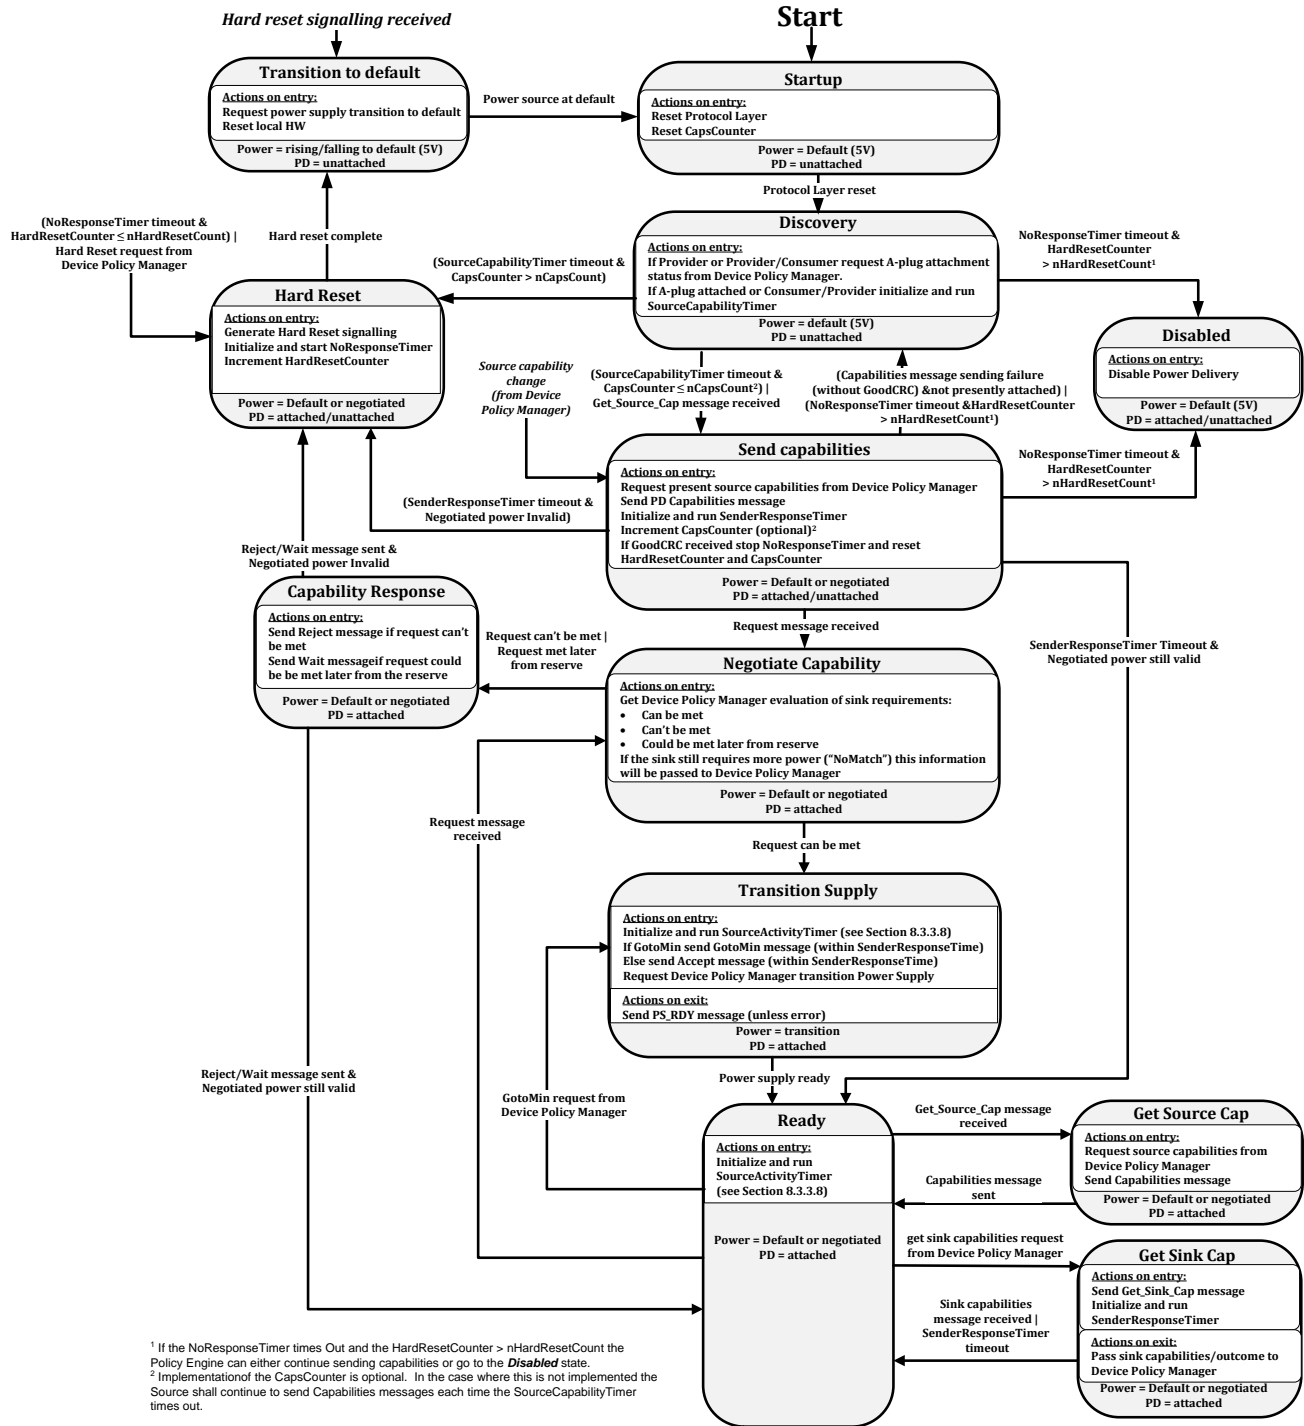 Hard reset signalling received
Start
Transition to default
Actions on entry:
Request power supply transition to default
Reset local HW
Power = rising/falling to default (5V)
PD = unattached
Power source at default
Startup
Actions on entry:
Reset Protocol Layer
Reset CapsCounter
Power = Default (5V)
PD = unattached
Protocol Layer reset
(NoResponseTimer timeout &
HardResetCounter ≤ nHardResetCount) |
Hard Reset request from
Device Policy Manager
Hard reset complete
(SourceCapabilityTimer timeout &
CapsCounter > nCapsCount)
Discovery
Actions on entry:
If Provider or Provider/Consumer request A-plug attachment
status from Device Policy Manager.
If A-plug attached or Consumer/Provider initialize and run
SourceCapabilityTimer
Power = default (5V)
PD = unattached
NoResponseTimer timeout &
HardResetCounter
> nHardResetCount¹
Hard Reset
Actions on entry:
Generate Hard Reset signalling
Initialize and start NoResponseTimer
Increment HardResetCounter
Power = Default or negotiated
PD = attached/unattached
Disabled
Actions on entry:
Disable Power Delivery
Power = Default (5V)
PD = attached/unattached
Source capability
change
(from Device
Policy Manager)
(SourceCapabilityTimer timeout &
CapsCounter ≤ nCapsCount²) |
Get_Source_Cap message received
(Capabilities message sending failure
(without GoodCRC) &not presently attached) |
(NoResponseTimer timeout &HardResetCounter
> nHardResetCount¹)
Send capabilities
Actions on entry:
Request present source capabilities from Device Policy Manager
Send PD Capabilities message
Initialize and run SenderResponseTimer
Increment CapsCounter (optional)²
If GoodCRC received stop NoResponseTimer and reset
HardResetCounter and CapsCounter
Power = Default or negotiated
PD = attached/unattached
NoResponseTimer timeout &
HardResetCounter
> nHardResetCount¹
(SenderResponseTimer timeout &
Negotiated power Invalid)
Reject/Wait message sent &
Negotiated power Invalid
Capability Response
Actions on entry:
Send Reject message if request can't
be met
Send Wait messageif request could
be be met later from the reserve
Power = Default or negotiated
PD = attached
Request can't be met |
Request met later
from reserve
Request message received
SenderResponseTimer Timeout &
Negotiated power still valid
Negotiate Capability
Actions on entry:
Get Device Policy Manager evaluation of sink requirements:
• Can be met
• Can't be met
• Could be met later from reserve
If the sink still requires more power ("NoMatch") this information
will be passed to Device Policy Manager
Power = Default or negotiated
PD = attached
Request message
received
Request can be met
Transition Supply
Actions on entry:
Initialize and run SourceActivityTimer (see Section 8.3.3.8)
If GotoMin send GotoMin message (within SenderResponseTime)
Else send Accept message (within SenderResponseTime)
Request Device Policy Manager transition Power Supply
Actions on exit:
Send PS_RDY message (unless error)
Power = transition
PD = attached
Reject/Wait message sent &
Negotiated power still valid
GotoMin request from
Device Policy Manager
Power supply ready
Ready
Actions on entry:
Initialize and run
SourceActivityTimer
(see Section 8.3.3.8)
Power = Default or negotiated
PD = attached
Get_Source_Cap message
received
Capabilities message
sent
Get Source Cap
Actions on entry:
Request source capabilities from
Device Policy Manager
Send Capabilities message
Power = Default or negotiated
PD = attached
get sink capabilities request
from Device Policy Manager
Sink capabilities
message received |
SenderResponseTimer
timeout
Get Sink Cap
Actions on entry:
Send Get_Sink_Cap message
Initialize and run
SenderResponseTimer
Actions on exit:
Pass sink capabilities/outcome to
Device Policy Manager
Power = Default or negotiated
PD = attached
¹ If the NoResponseTimer times Out and the HardResetCounter > nHardResetCount the
Policy Engine can either continue sending capabilities or go to the Disabled state.
² Implementationof the CapsCounter is optional. In the case where this is not implemented the
Source shall continue to send Capabilities messages each time the SourceCapabilityTimer
times out.